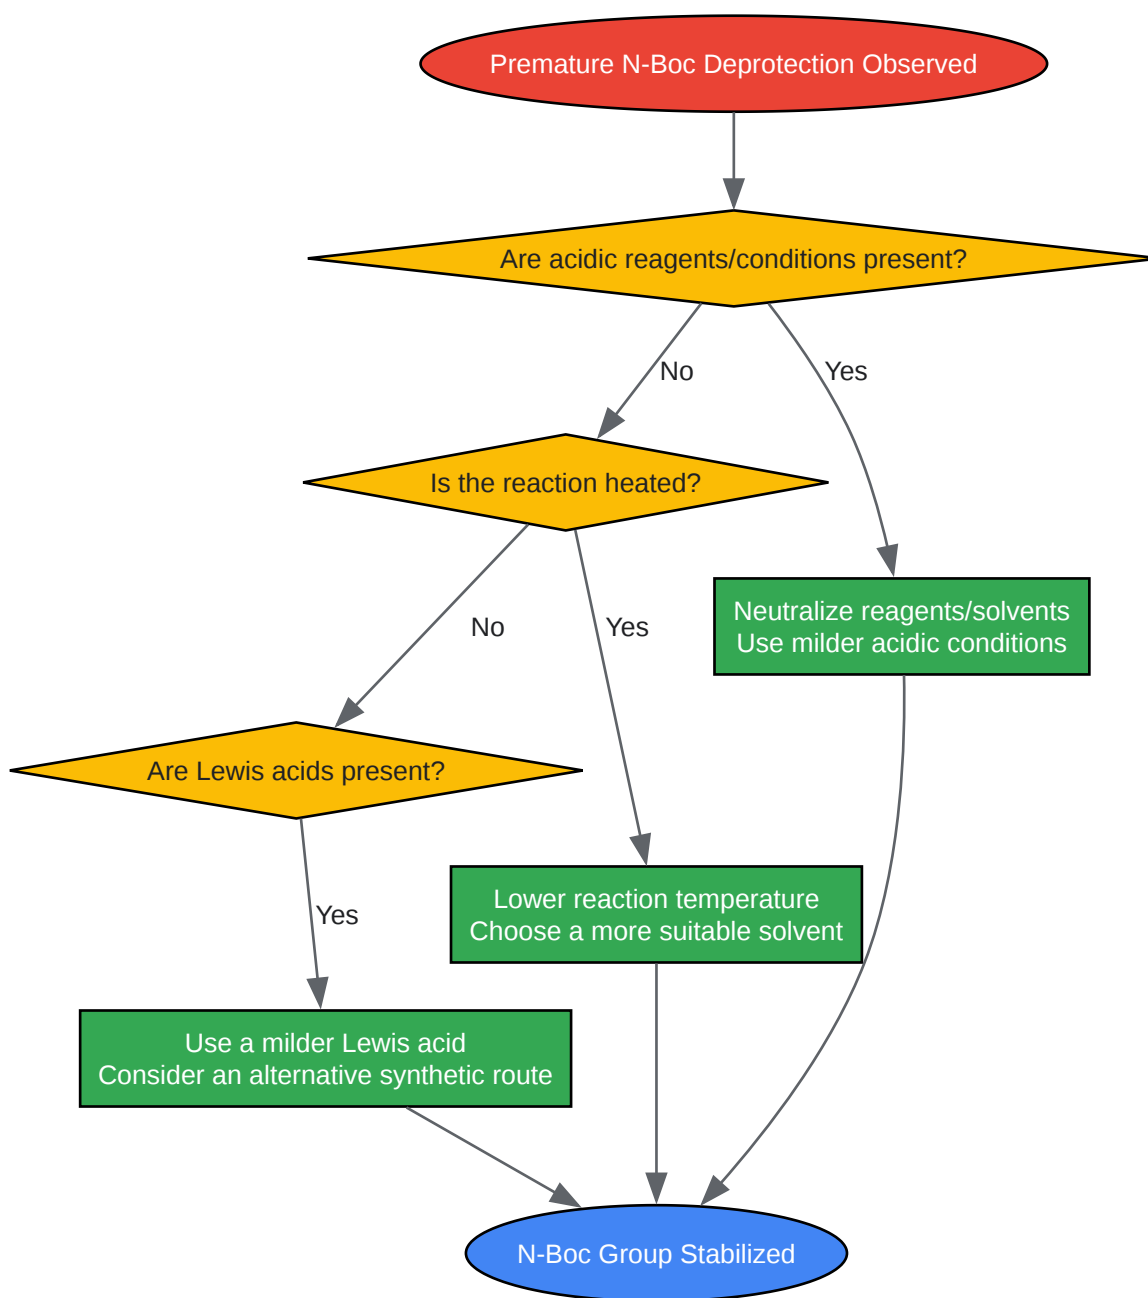 Premature N-Boc Deprotection Observed
Are acidic reagents/conditions present?
No
Yes
Is the reaction heated?
Neutralize reagents/solvents
Use milder acidic conditions
No
Yes
Are Lewis acids present?
Lower reaction temperature
Choose a more suitable solvent
Yes
Use a milder Lewis acid
Consider an alternative synthetic route
N-Boc Group Stabilized